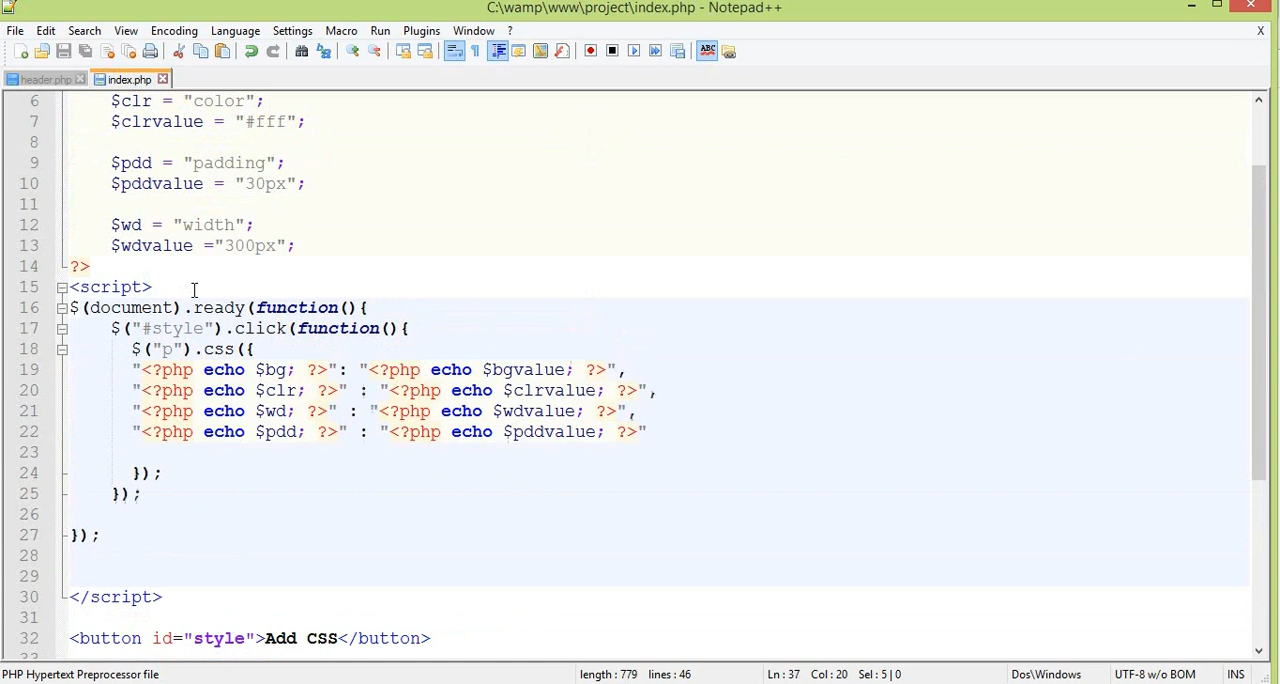 C:\wamp\www\project\index.php - Notepad++
File Edit Search View Encoding Language Settings Macro Run Plugins Window ? X
ABC
header.php index.php
6 $clr = "color";
7 $clrvalue = "#fff";
8
9 $pdd = "padding";
10 $pddvalue = "30px";
11
12 $wd = "width";
13 $wdvalue ="300px";
14 ?>
15 <script>
16 $(document).ready(function(){
17 $("#style").click(function(){
18 $("p").css({
19 "<?php echo $bg; ?>": "<?php echo $bgvalue; ?>",
20 "<?php echo $clr; ?>" : "<?php echo $clrvalue; ?>",
21 "<?php echo $wd; ?>" : "<?php echo $wdvalue; ?>",
22 "<?php echo $pdd; ?>" : "<?php echo $pddvalue; ?>"
23
24 });
25 });
26
27 });
28
29
30 </script>
31
32 <button id="style">Add CSS</button>
33
PHP Hypertext Preprocessor file length : 779 lines : 46 Ln : 37 Col : 20 Sel : 5 | 0 Dos\Windows UTF-8 w/o BOM INS